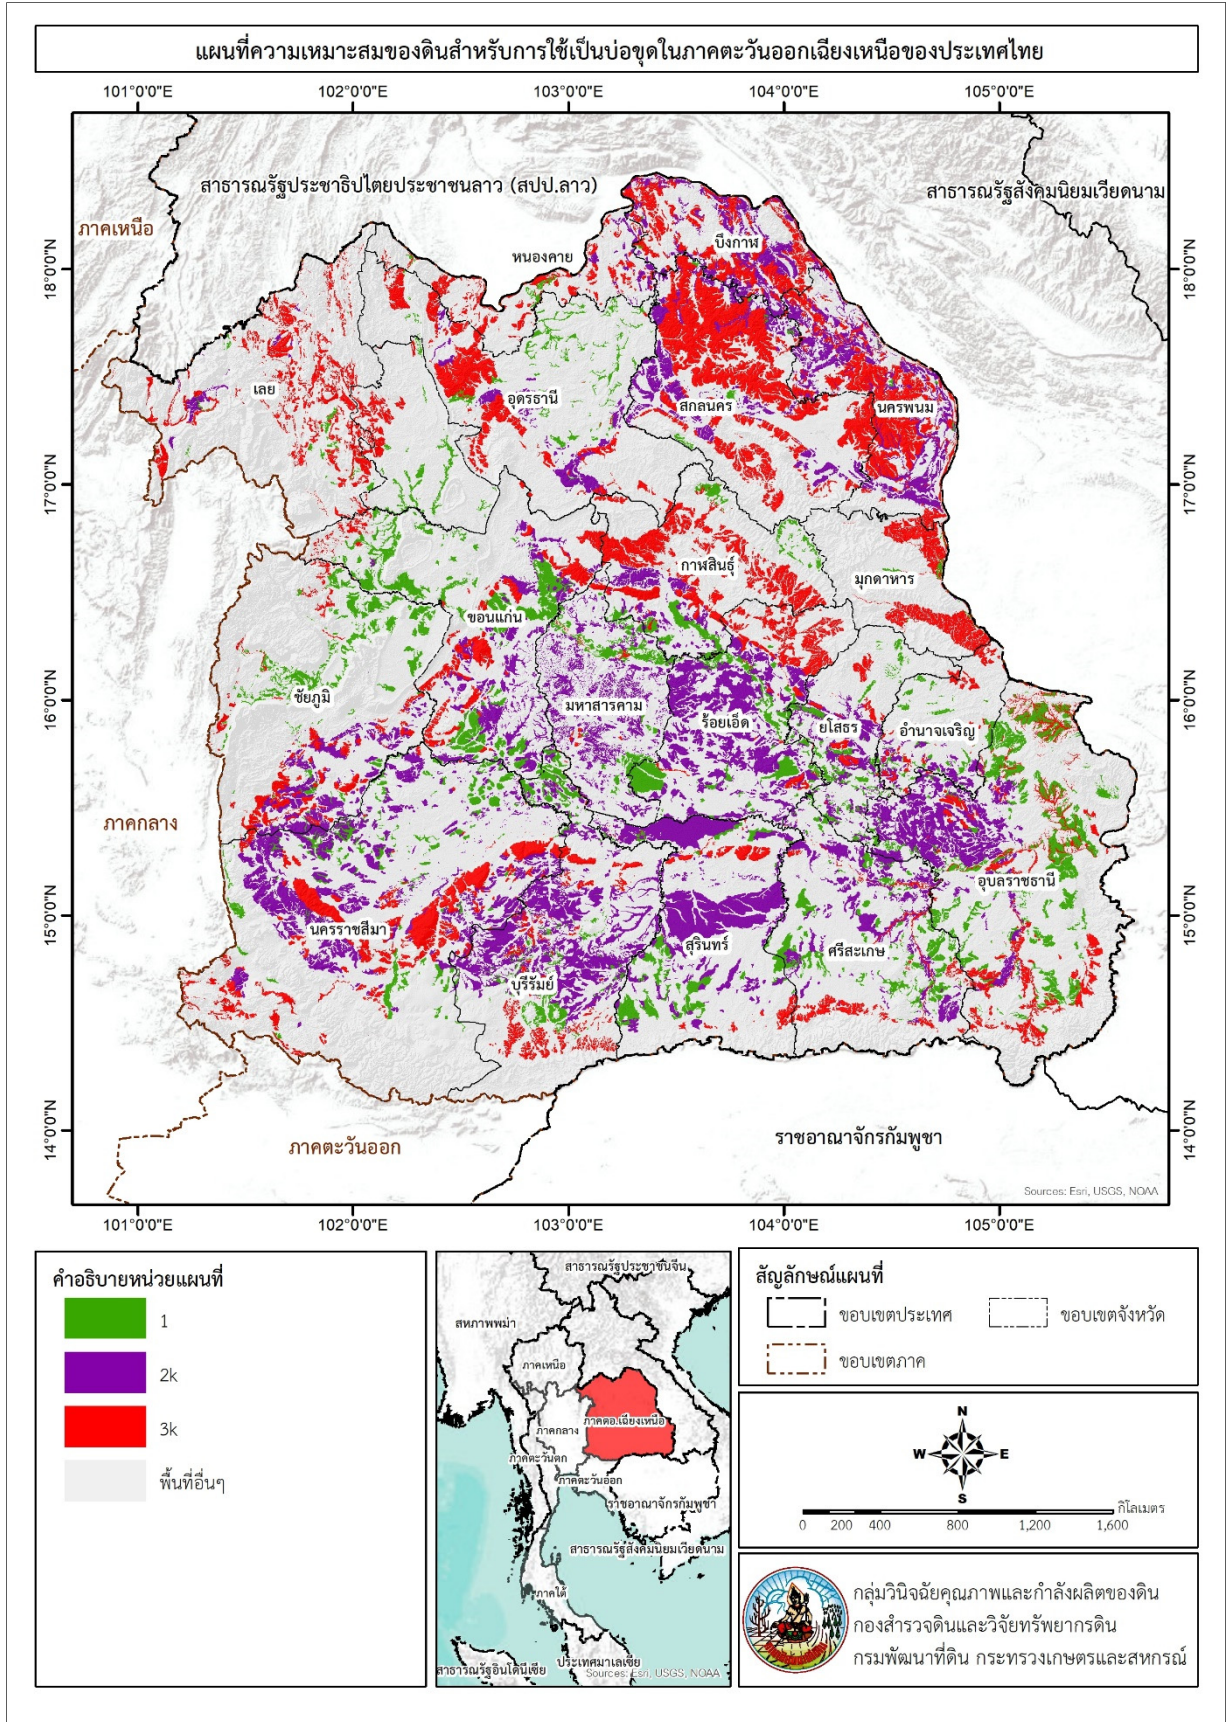 แผนที่ความเหมาะสมของดินสำหรับการใช้เป็นบ่อขุดในภาคตะวันออกเฉียงเหนือของประเทศไทย
101°0'0"E 102°0'0"E 103°0'0"E 104°0'0"E 105°0'0"E
สาธารณรัฐประชาธิปไตยประชาชนลาว (สปป.ลาว)
สาธารณรัฐสังคมนิยมเวียดนาม
ภาคเหนือ
บึงกาฬ
หนองคาย
18°0'0"N 18°0'0"N
เลย
อุดรธานี
สกลนคร
นครพนม
17°0'0"N 17°0'0"N
กาฬสินธุ์
มุกดาหาร
ขอนแก่น
ชัยภูมิ
มหาสารคาม
ร้อยเอ็ด
ยโสธร
อำนาจเจริญ
16°0'0"N 16°0'0"N
ภาคกลาง
อุบลราชธานี
นครราชสีมา
สุรินทร์
ศรีสะเกษ
บุรีรัมย์
15°0'0"N 15°0'0"N
ภาคตะวันออก
ราชอาณาจักรกัมพูชา
14°0'0"N 14°0'0"N
Sources: Esri, USGS, NOAA
101°0'0"E 102°0'0"E 103°0'0"E 104°0'0"E 105°0'0"E
คำอธิบายหน่วยแผนที่
1
2k
3k
พื้นที่อื่นๆ
สาธารณรัฐประชาชนจีน
สหภาพพม่า
ภาคเหนือ
ภาคตอ.เฉียงเหนือ
ภาคกลาง
ภาคตะวันตก
ภาคตะวันออก
ราชอาณาจักรกัมพูชา
สาธารณรัฐสังคมนิยมเวียดนาม
ภาคใต้
ประเทศมาเลเซีย
สาธารณรัฐอินโดนีเซีย
Sources: Esri, USGS, NOAA
สัญลักษณ์แผนที่
ขอบเขตประเทศ ขอบเขตจังหวัด
ขอบเขตภาค
N
W E
S
กิโลเมตร
0 200 400 800 1,200 1,600
กลุ่มวินิจฉัยคุณภาพและกำลังผลิตของดิน
กองสำรวจดินและวิจัยทรัพยากรดิน
กรมพัฒนาที่ดิน กระทรวงเกษตรและสหกรณ์